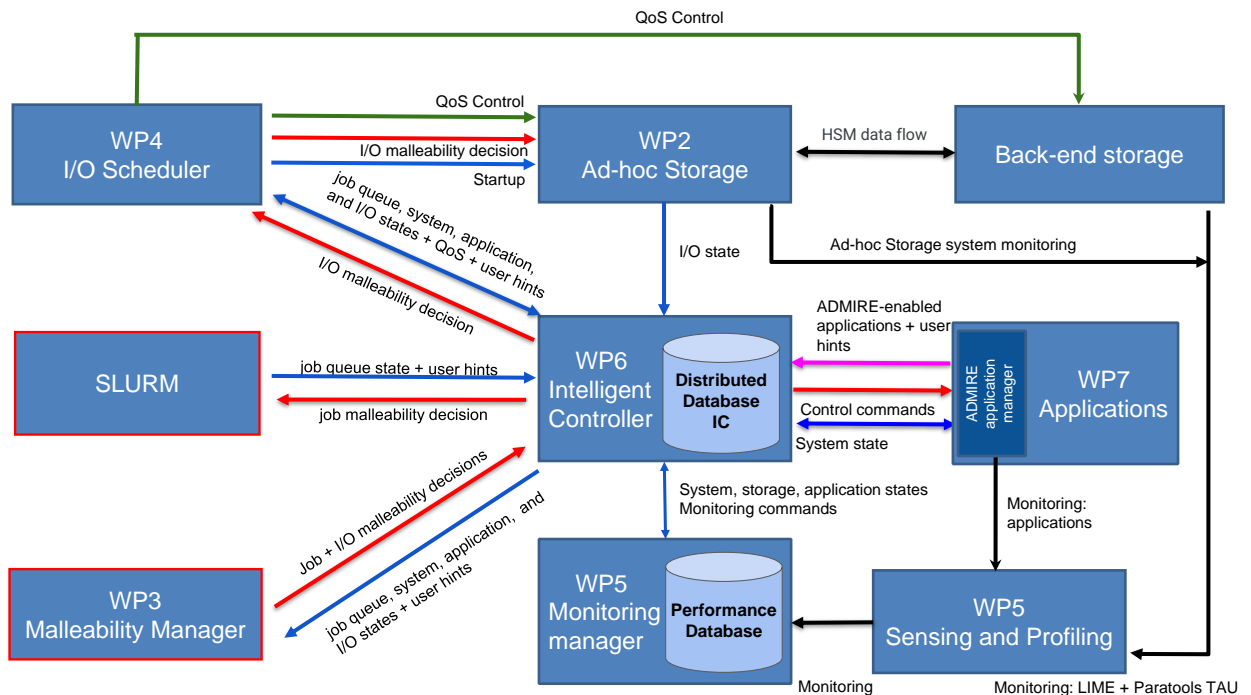 QoS Control
WP4
I/O Scheduler
QoS Control
I/O malleability decision
Startup
WP2
Ad-hoc Storage
HSM data flow
Back-end storage
job queue, system, application,
and I/O states + QoS + user hints
I/O malleability
decision
I/O state
Ad-hoc Storage system monitoring
SLURM
job queue state + user hints
job malleability decision
WP6
Intelligent
Controller
Distributed
Database
IC
ADMIRE-enabled
applications + user
hints
Control commands
System state
ADMIRE
application
manager
WP7
Applications
Job + I/O malleability decisions
job queue, system, application, and
I/O states + user hints
System, storage, application states
Monitoring commands
Monitoring:
applications
WP3
Malleability Manager
WP5
Monitoring
manager
Performance
Database
WP5
Sensing and Profiling
Monitoring
Monitoring: LIME + Paratools TAU